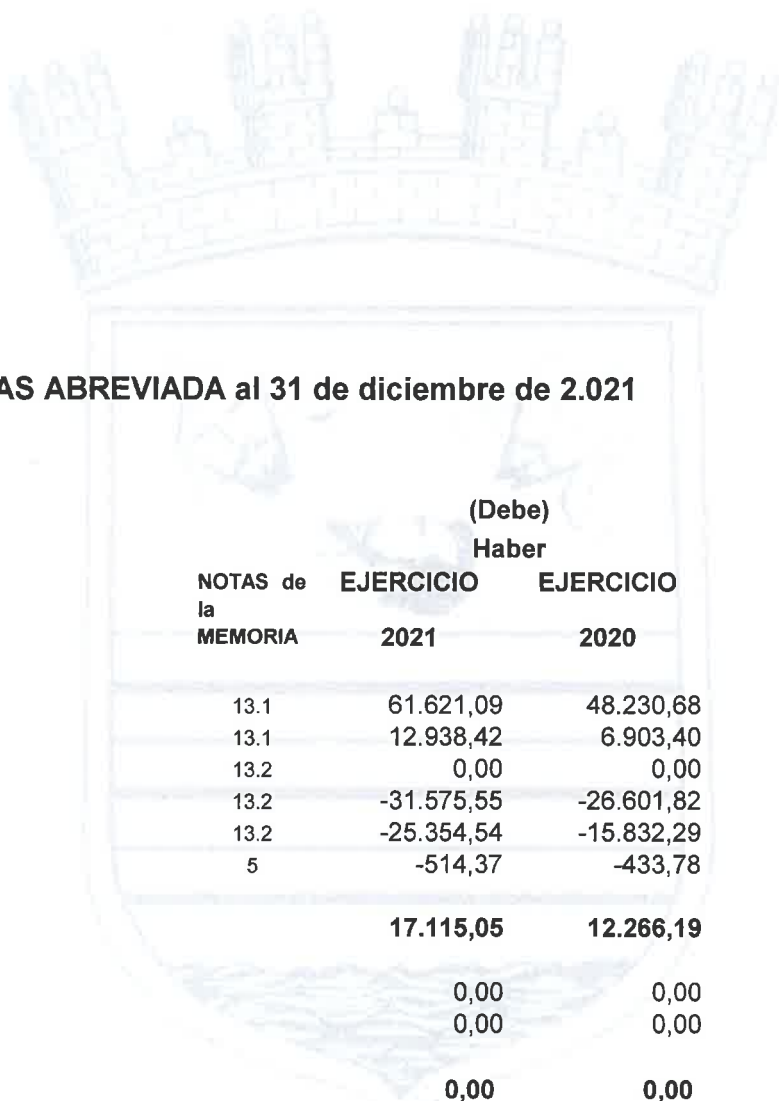 AS ABREVIADA al 31 de diciembre de 2.021
(Debe)
Haber
NOTAS de EJERCICIO EJERCICIO
la
MEMORIA 2021 2020
13.1 61.621,09 48.230,68
13.1 12.938,42 6.903,40
13.2 0,00 0,00
13.2 -31.575,55 -26.601,82
13.2 -25.354,54 -15.832,29
5 -514,37 -433,78
17.115,05 12.266,19
0,00 0,00
0,00 0,00
0,00 0,00